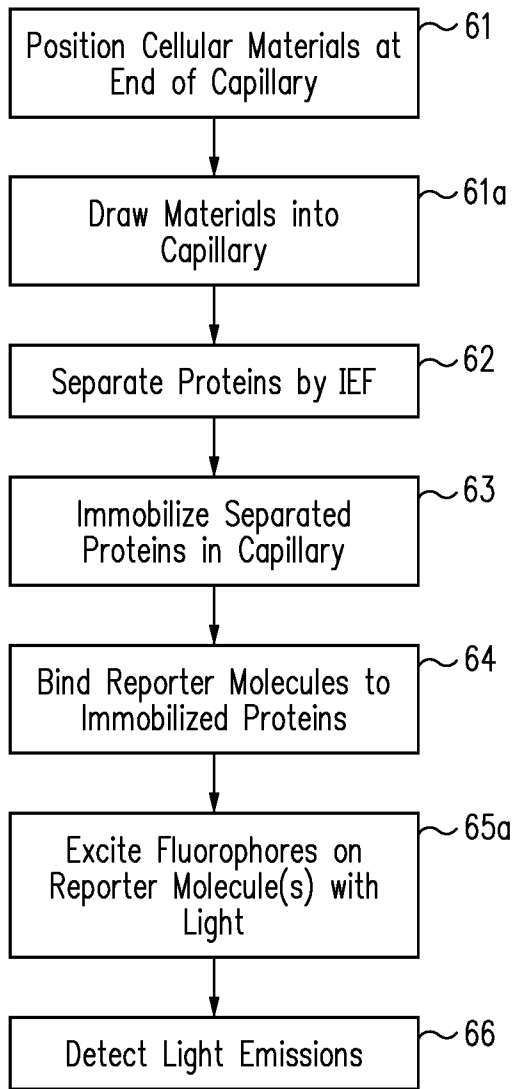 Position Cellular Materials at
End of Capillary
61
Draw Materials into
Capillary
61a
Separate Proteins by IEF
62
Immobilize Separated
Proteins in Capillary
63
Bind Reporter Molecules to
Immobilized Proteins
64
Excite Fluorophores on
Reporter Molecule(s) with
Light
65a
Detect Light Emissions
66